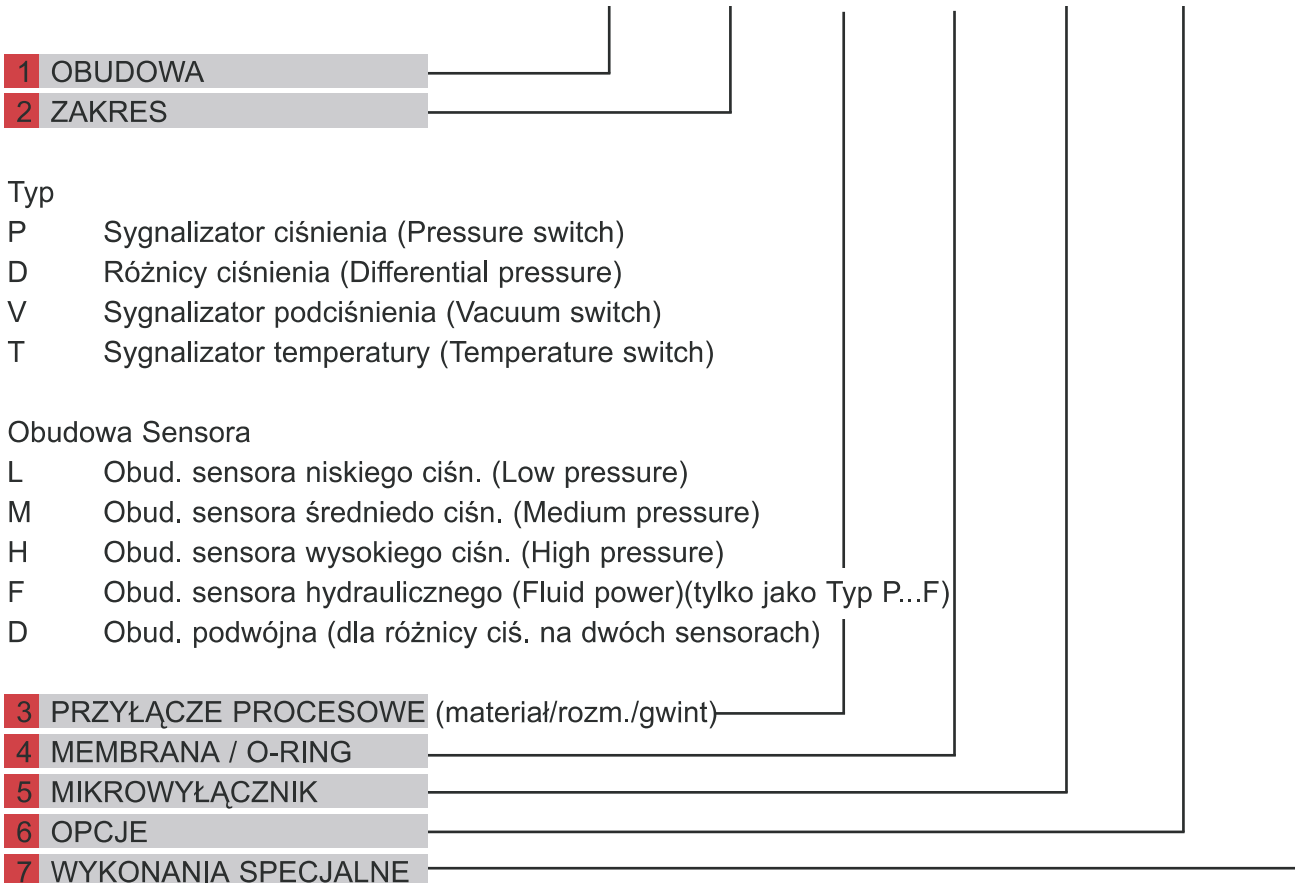 1 OBUDOWA
2 ZAKRES
Typ
P Sygnalizator ciśnienia (Pressure switch)
D Różnicy ciśnienia (Differential pressure)
V Sygnalizator podciśnienia (Vacuum switch)
T Sygnalizator temperatury (Temperature switch)
Obudowa Sensora
L Obud. sensora niskiego ciśn. (Low pressure)
M Obud. sensora średniedo ciśn. (Medium pressure)
H Obud. sensora wysokiego ciśn. (High pressure)
F Obud. sensora hydraulicznego (Fluid power)(tylko jako Typ P...F)
D Obud. podwójna (dla różnicy ciś. na dwóch sensorach)
3 PRZYŁĄCZE PROCESOWE (materiał/rozm./gwint)
4 MEMBRANA / O-RING
5 MIKROWYŁĄCZNIK
6 OPCJE
7 WYKONANIA SPECJALNE